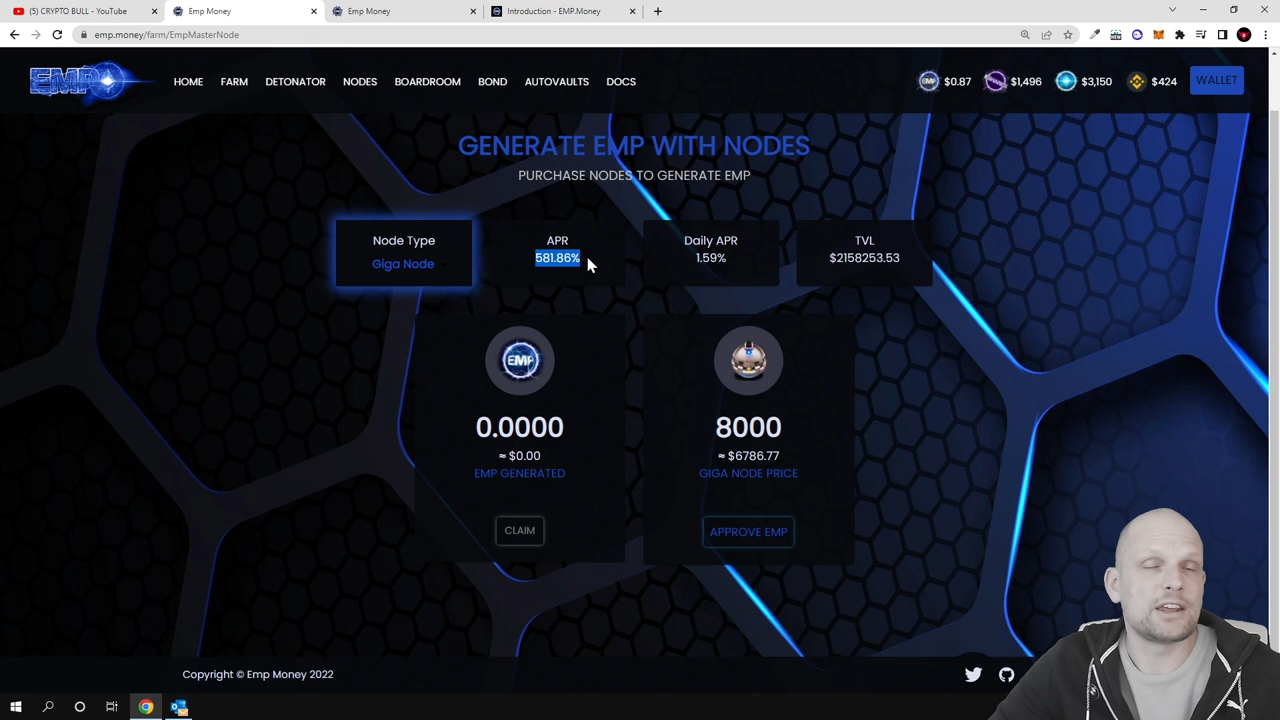 (5) CRYPTO BULL - YouTube
Emp Money
Emp Money
Introduction - EMP.Money
emp.money/farm/EmpMasterNode
EMP
HOME
FARM
DETONATOR
NODES
BOARDROOM
BOND
AUTOVAULTS
DOCS
$0.87
$1,496
$3,150
$424
WALLET
GENERATE EMP WITH NODES
PURCHASE NODES TO GENERATE EMP
Node Type
Giga Node
APR
581.86%
Daily APR
1.59%
TVL
$2158253.53
EMP
0.0000
≈ $0.00
EMP GENERATED
CLAIM
8000
≈ $6786.77
GIGA NODE PRICE
APPROVE EMP
Copyright © Emp Money 2022